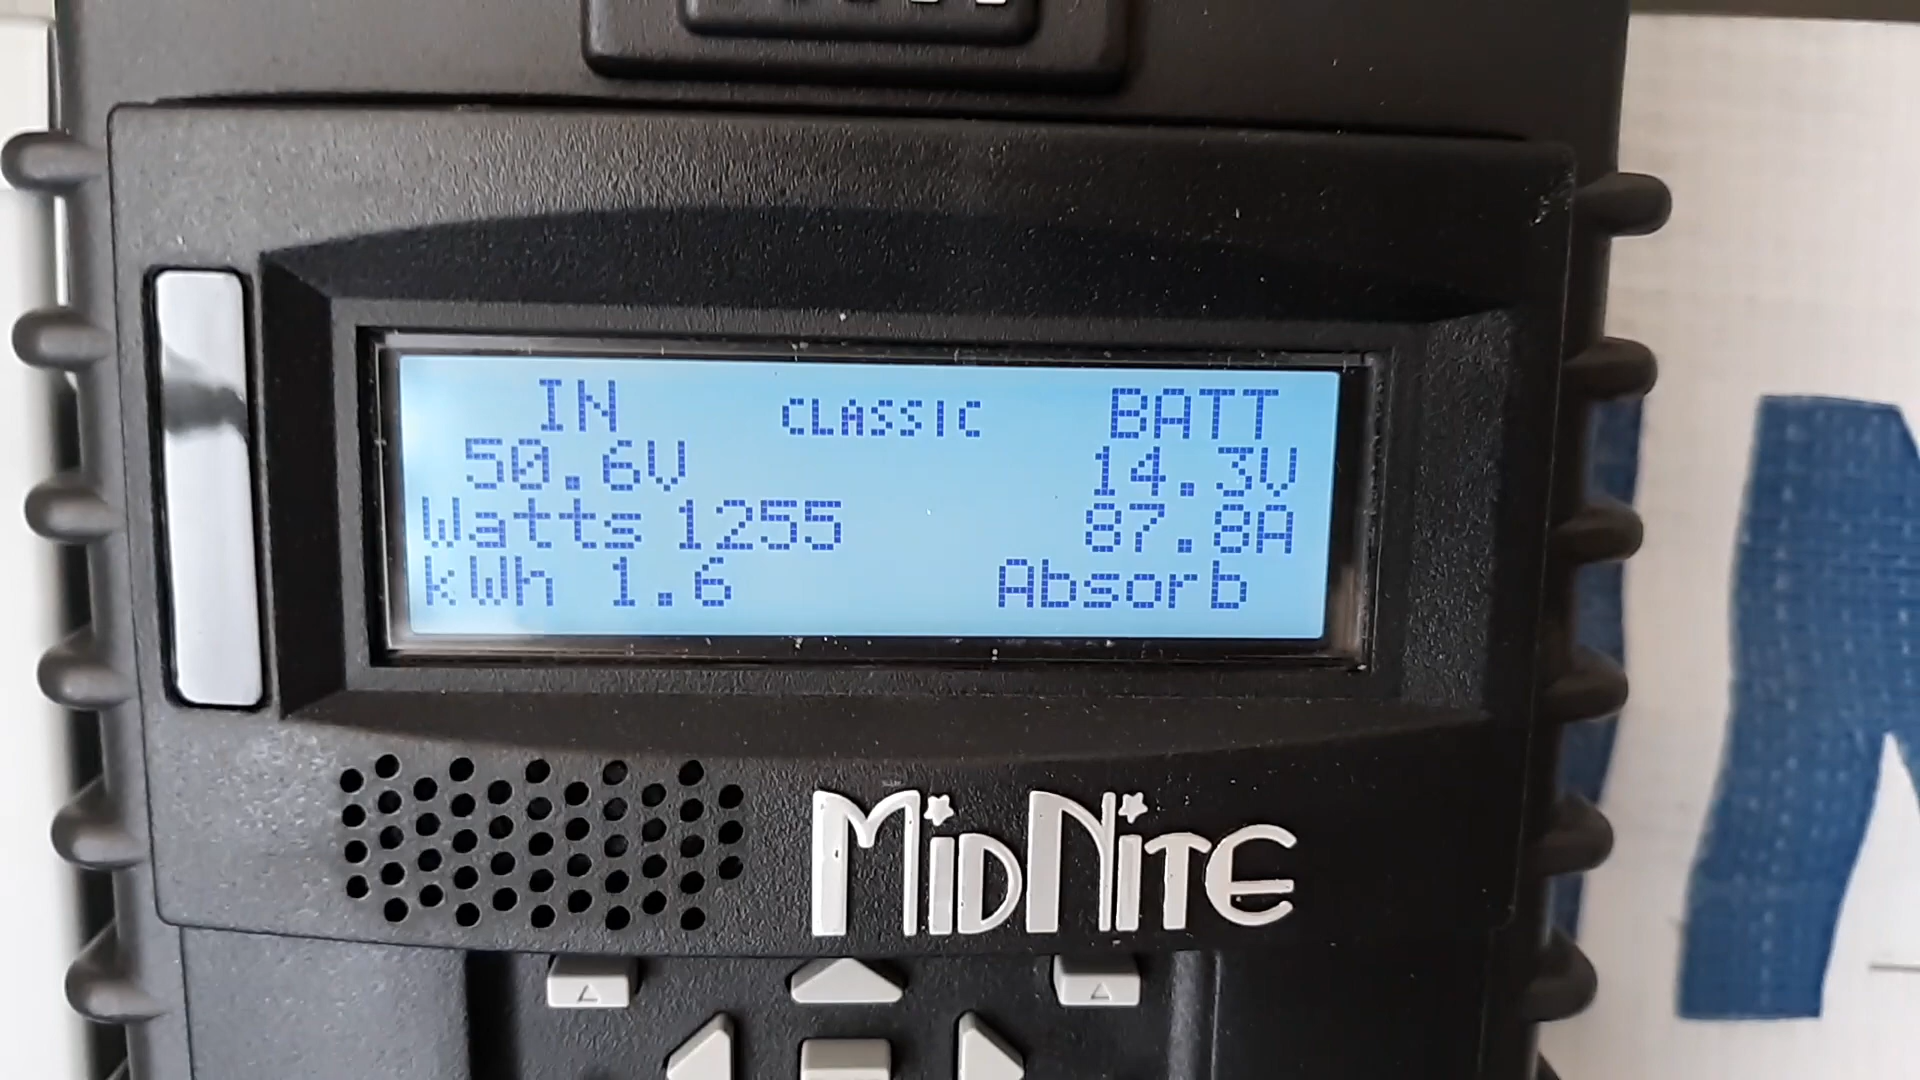 IN CLASSIC BATT
50.6V 14.3V
Watts 1255 87.8A
kWh 1.6 Absorb
MIDNITE